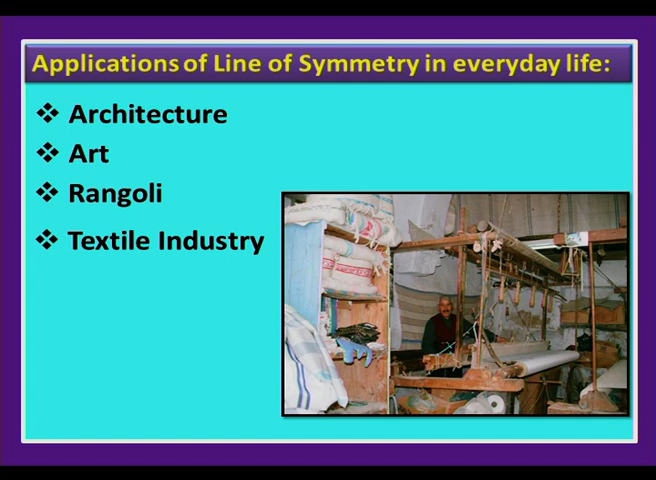 Applications of Line of Symmetry in everyday life:
Architecture
Art
Rangoli
Textile Industry